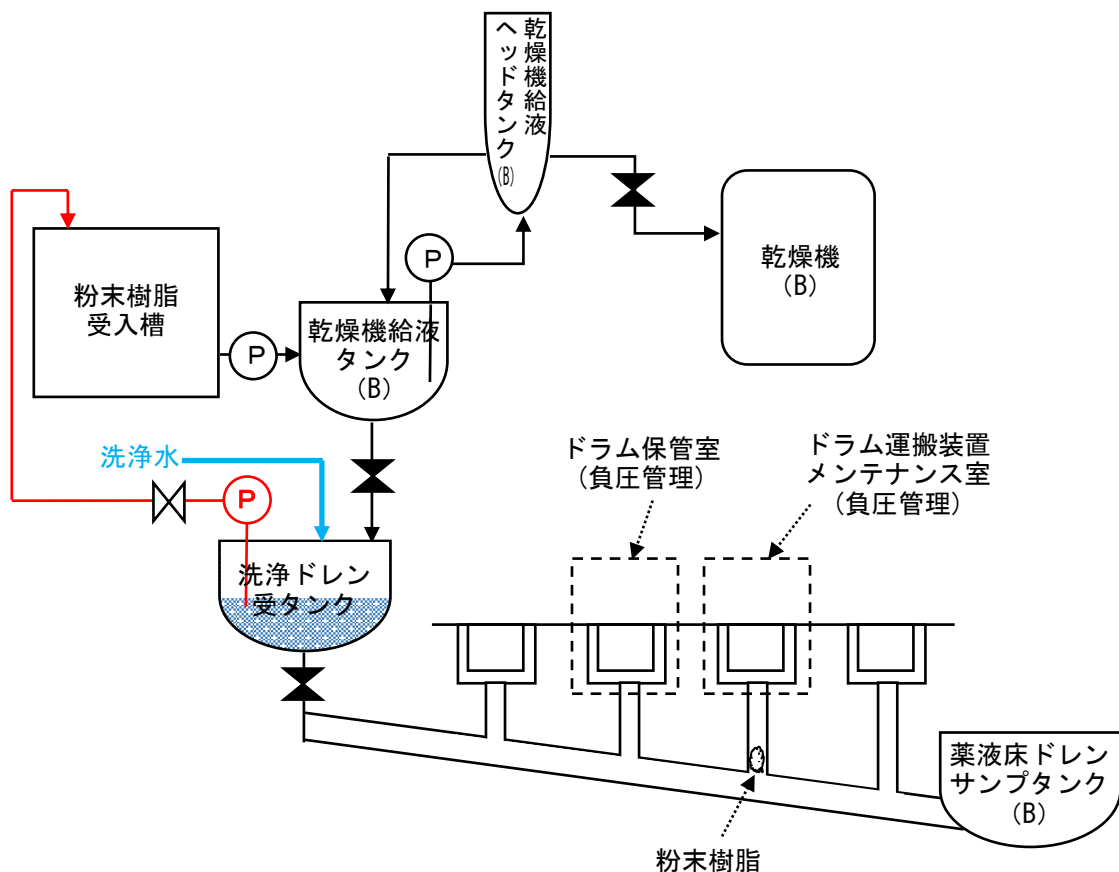 乾燥機給液
ヘッドタンク
(B)
粉末樹脂
受入槽
P
P
乾燥機
(B)
乾燥機給液
タンク
(B)
洗浄水
P
ドラム保管室
(負圧管理)
ドラム運搬装置
メンテナンス室
(負圧管理)
洗浄ドレン
受タンク
薬液床ドレン
サンプタンク
(B)
粉末樹脂